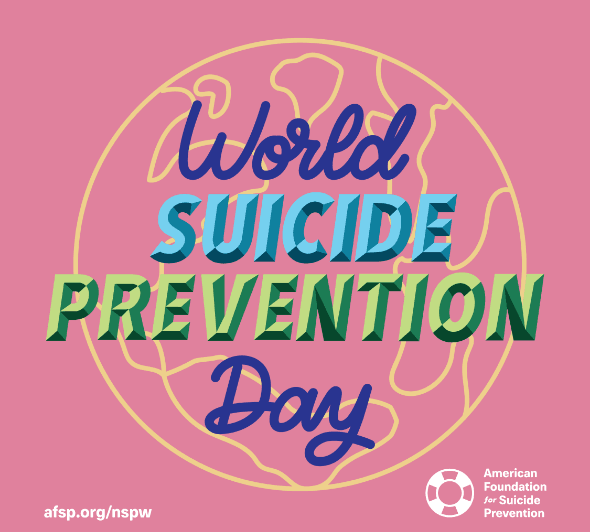 World
SUICIDE
PREVENTION
Day
afsp.org/nspw
American
Foundation
for Suicide
Prevention